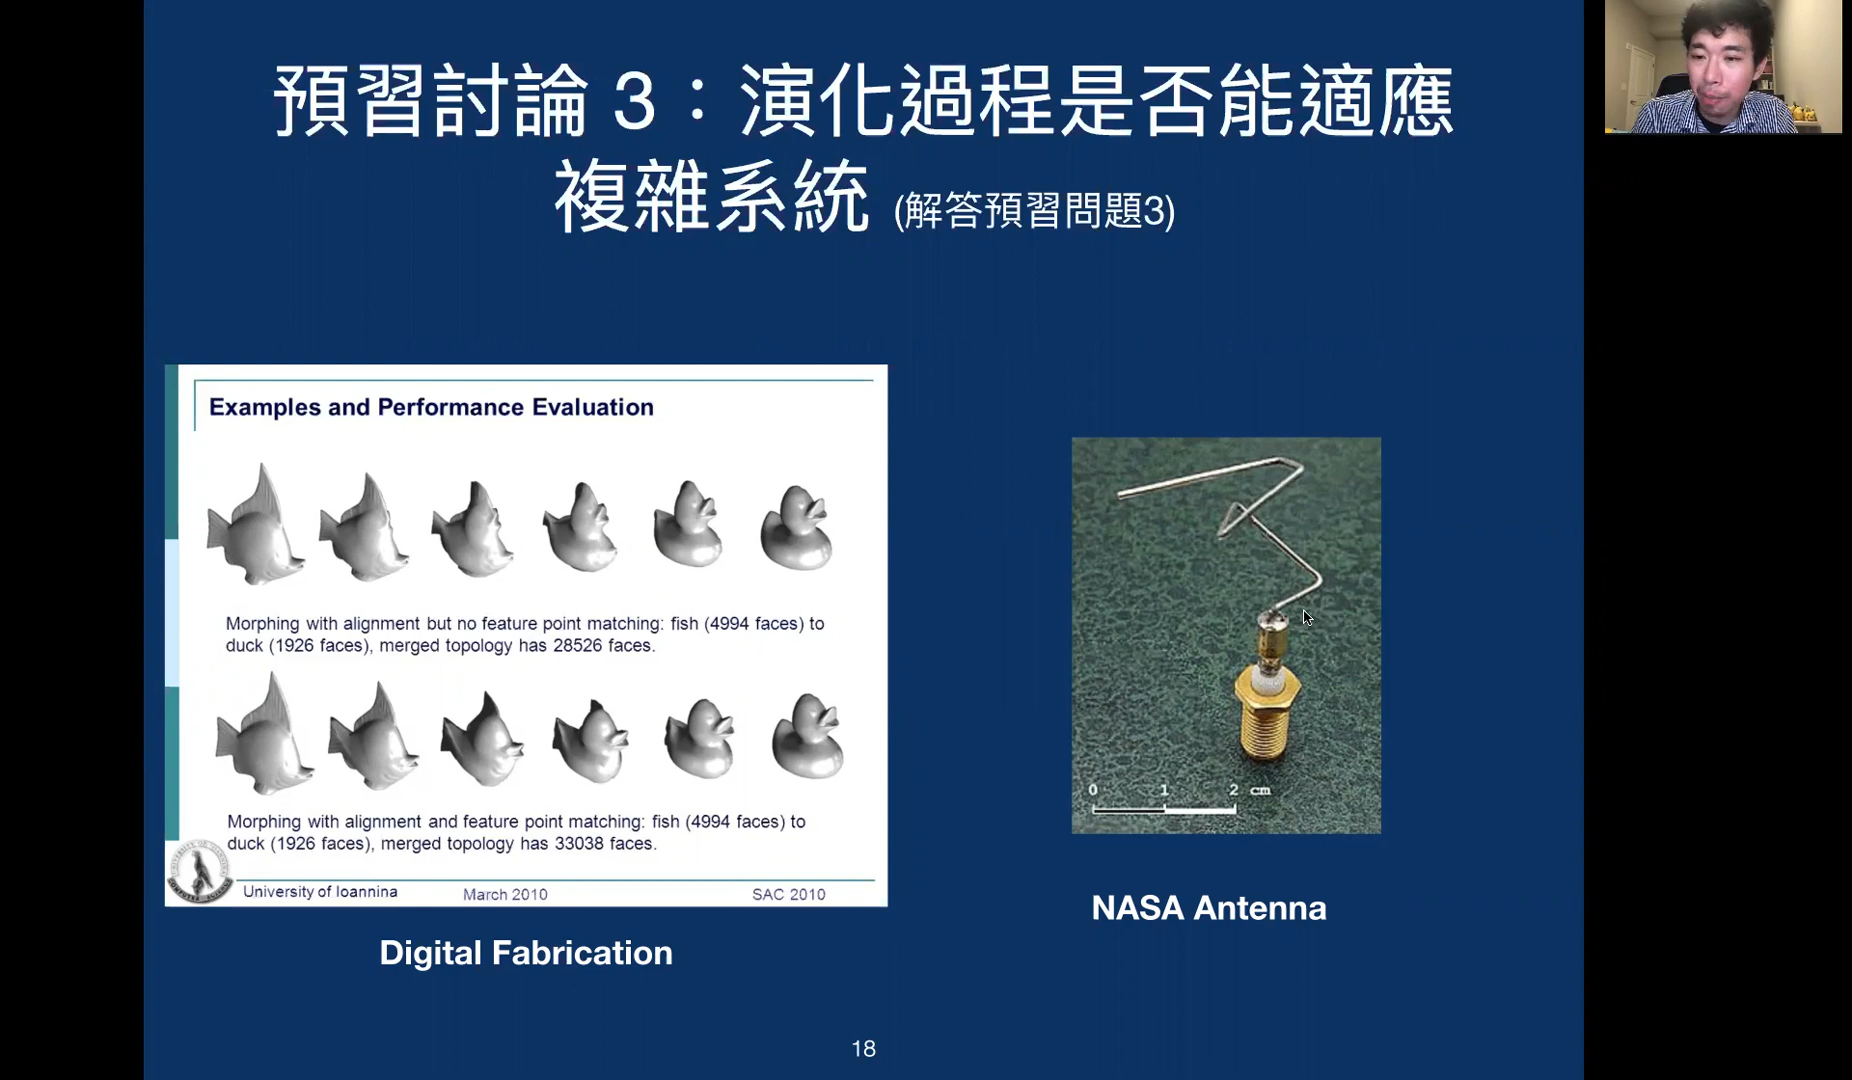 預習討論 3：演化過程是否能適應
複雜系統 (解答預習問題3)
Examples and Performance Evaluation
Morphing with alignment but no feature point matching: fish (4994 faces) to
duck (1926 faces), merged topology has 28526 faces.
Morphing with alignment and feature point matching: fish (4994 faces) to
duck (1926 faces), merged topology has 33038 faces.
University of Ioannina
March 2010
SAC 2010
Digital Fabrication
0 1 2 cm
NASA Antenna
18